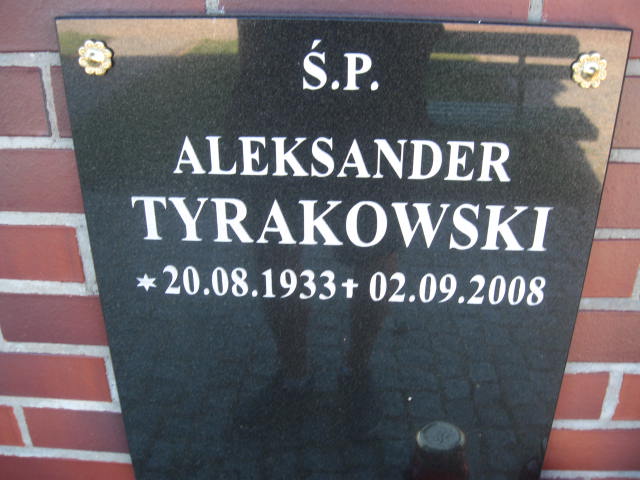 Ś.P.
ALEKSANDER
TYRAKOWSKI
✶ 20.08.1933 ✝ 02.09.2008